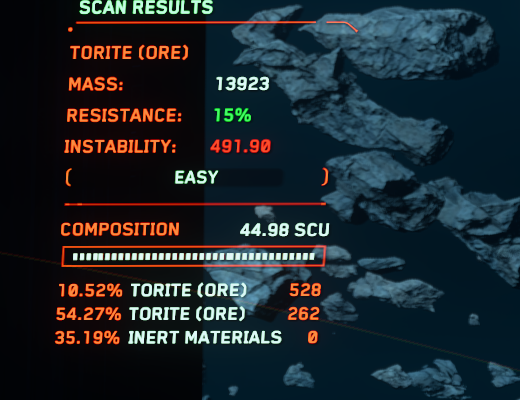 SCAN RESULTS
TORITE (ORE)
MASS: 13923
RESISTANCE: 15%
INSTABILITY: 491.90
( EASY )
COMPOSITION 44.98 SCU
10.52% TORITE (ORE) 528
54.27% TORITE (ORE) 262
35.19% INERT MATERIALS 0